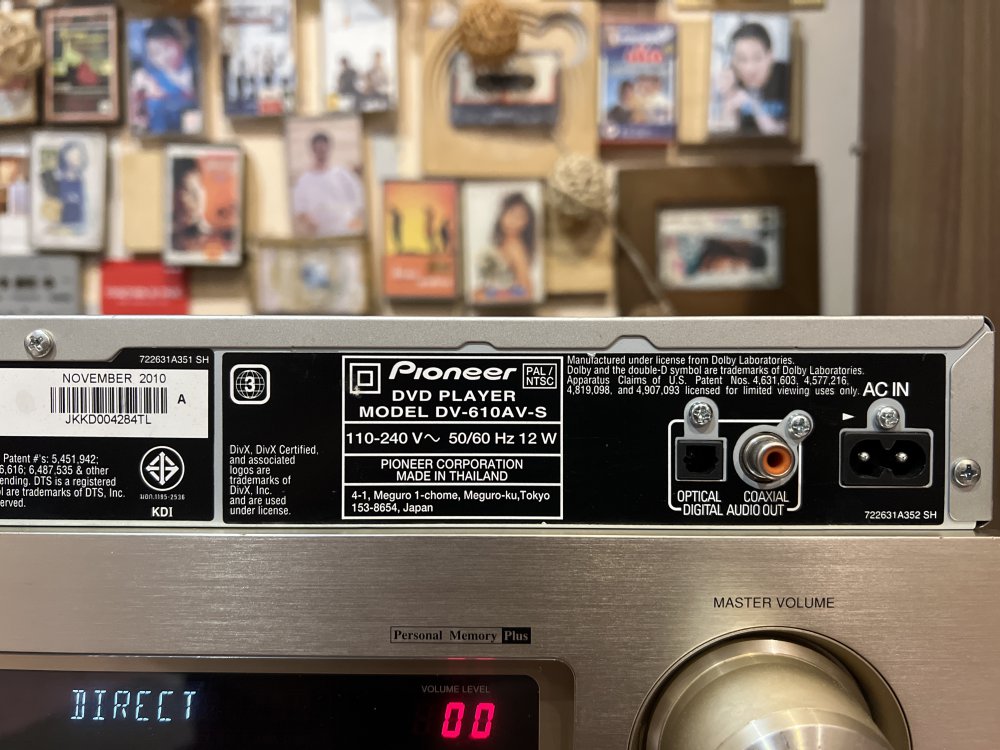 722631A351 SH
NOVEMBER 2010
A
JKKD004284TL
Patent #'s: 5,451,942;
6,616; 6,487,535 & other
ending. DTS is a registered
are trademarks of DTS, Inc.
erved.
มอก.1195-2536
KDI
3
DivX, DivX Certified,
and associated
logos are
trademarks of
DivX, Inc.
and are used
under license.
Pioneer
PAL/
NTSC
DVD PLAYER
MODEL DV-610AV-S
110-240 V～ 50/60 Hz 12 W
PIONEER CORPORATION
MADE IN THAILAND
4-1, Meguro 1-chome, Meguro-ku,Tokyo
153-8654, Japan
Manufactured under license from Dolby Laboratories.
Dolby and the double-D symbol are trademarks of Dolby Laboratories.
Apparatus Claims of U.S. Patent Nos. 4,631,603, 4,577,216,
4,819,098, and 4,907,093 licensed for limited viewing uses only.
AC IN
OPTICAL
COAXIAL
DIGITAL AUDIO OUT
722631A352 SH
MASTER VOLUME
Personal Memory Plus
VOLUME LEVEL
DIRECT
00